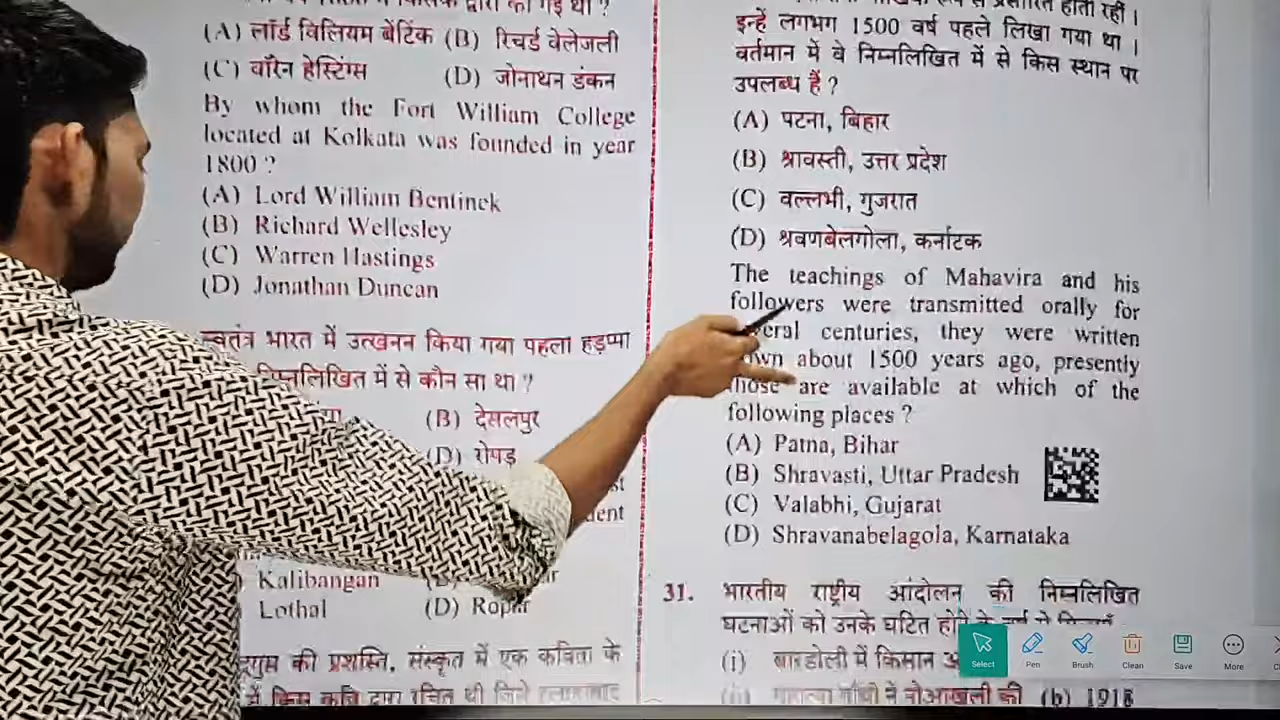 (A) लॉर्ड विलियम बेंटिंक (B) रिचर्ड वेलेजली
(C) वॉरेन हेस्टिंग्स (D) जोनाथन डंकन
By whom the Fort William College
located at Kolkata was founded in year
1800 ?
(A) Lord William Bentinek
(B) Richard Wellesley
(C) Warren Hastings
(D) Jonathan Duncan
स्वतंत्र भारत में उत्खनन किया गया पहला हड़प्पा
निम्नलिखित में से कौन सा था ?
(B) देसलपुर
(D) रोपड़
Kalibangan
Lothal (D) Ropar
की प्रशस्ति, संस्कृत में एक कविता के
इन्हें लगभग 1500 वर्ष पहले लिखा गया था ।
वर्तमान में वे निम्नलिखित में से किस स्थान पर
उपलब्ध हैं ?
(A) पटना, बिहार
(B) श्रावस्ती, उत्तर प्रदेश
(C) वल्लभी, गुजरात
(D) श्रवणबेलगोला, कर्नाटक
The teachings of Mahavira and his
followers were transmitted orally for
centuries, they were written
about 1500 years ago, presently
those are available at which of the
following places ?
(A) Patna, Bihar
(B) Shravasti, Uttar Pradesh
(C) Valabhi, Gujarat
(D) Shravanabelagola, Karnataka
31. भारतीय राष्ट्रीय आंदोलन की निम्नलिखित
घटनाओं को उनके घटित होने के वर्ष से
(i) बारडोली में किसान
(b) 1918
Select Pen Brush Clean Save More